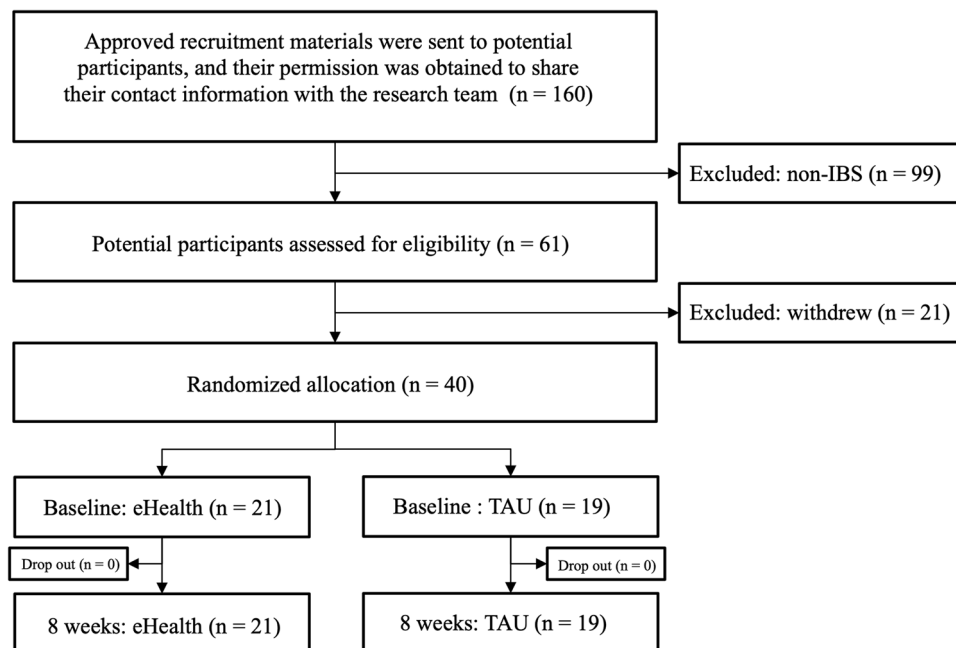 Approved recruitment materials were sent to potential
participants, and their permission was obtained to share
their contact information with the research team (n = 160)
Excluded: non-IBS (n = 99)
Potential participants assessed for eligibility (n = 61)
Excluded: withdrew (n = 21)
Randomized allocation (n = 40)
Baseline: eHealth (n = 21)
Baseline : TAU (n = 19)
Drop out (n = 0)
Drop out (n = 0)
8 weeks: eHealth (n = 21)
8 weeks: TAU (n = 19)